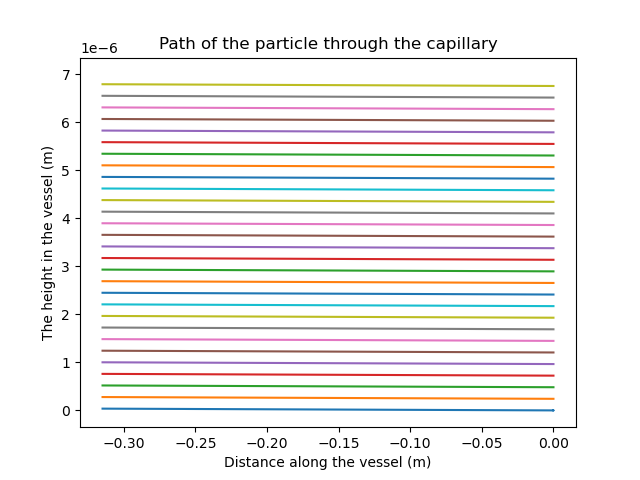 Path of the particle through the capillary
1e−6
7
6
5
4
3
2
1
0
The height in the vessel (m)
−0.30 −0.25 −0.20 −0.15 −0.10 −0.05 0.00
Distance along the vessel (m)